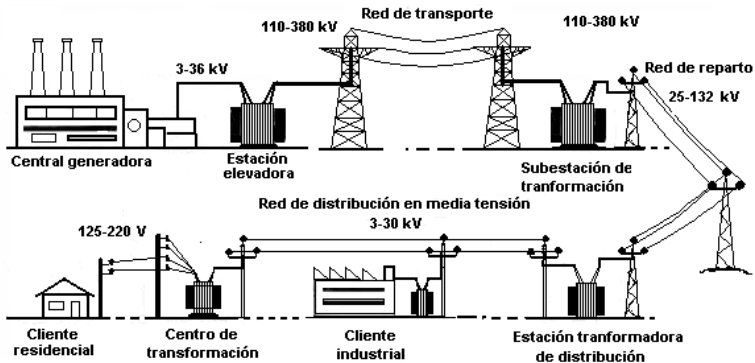 Red de transporte
110-380 kV
110-380 kV
3-36 kV
Red de reparto
25-132 kV
Central generadora
Estación
elevadora
Subestación de
tranformación
Red de distribución en media tensión
3-30 kV
125-220 V
Cliente
residencial
Centro de
transformación
Cliente
industrial
Estación tranformadora
de distribución